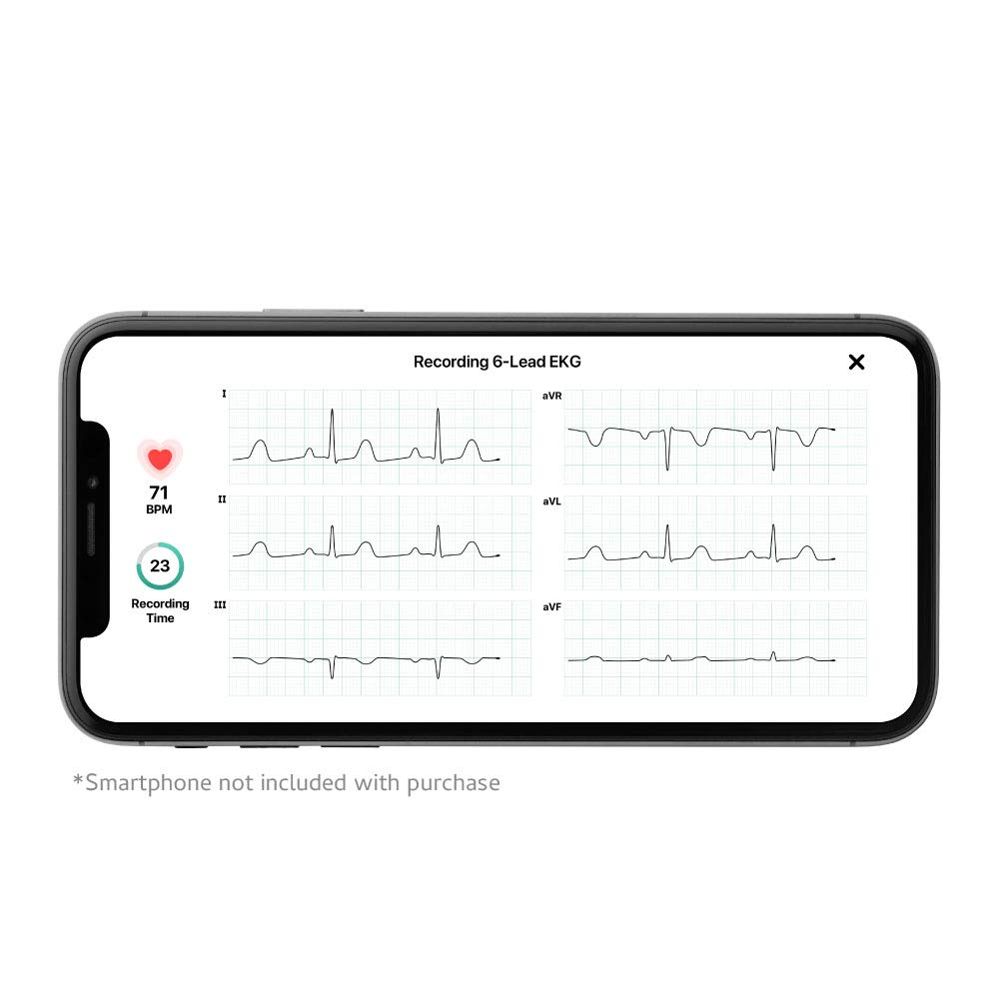 Recording 6-Lead EKG
71
BPM
23
Recording
Time
I
II
III
aVR
aVL
aVF
*Smartphone not included with purchase